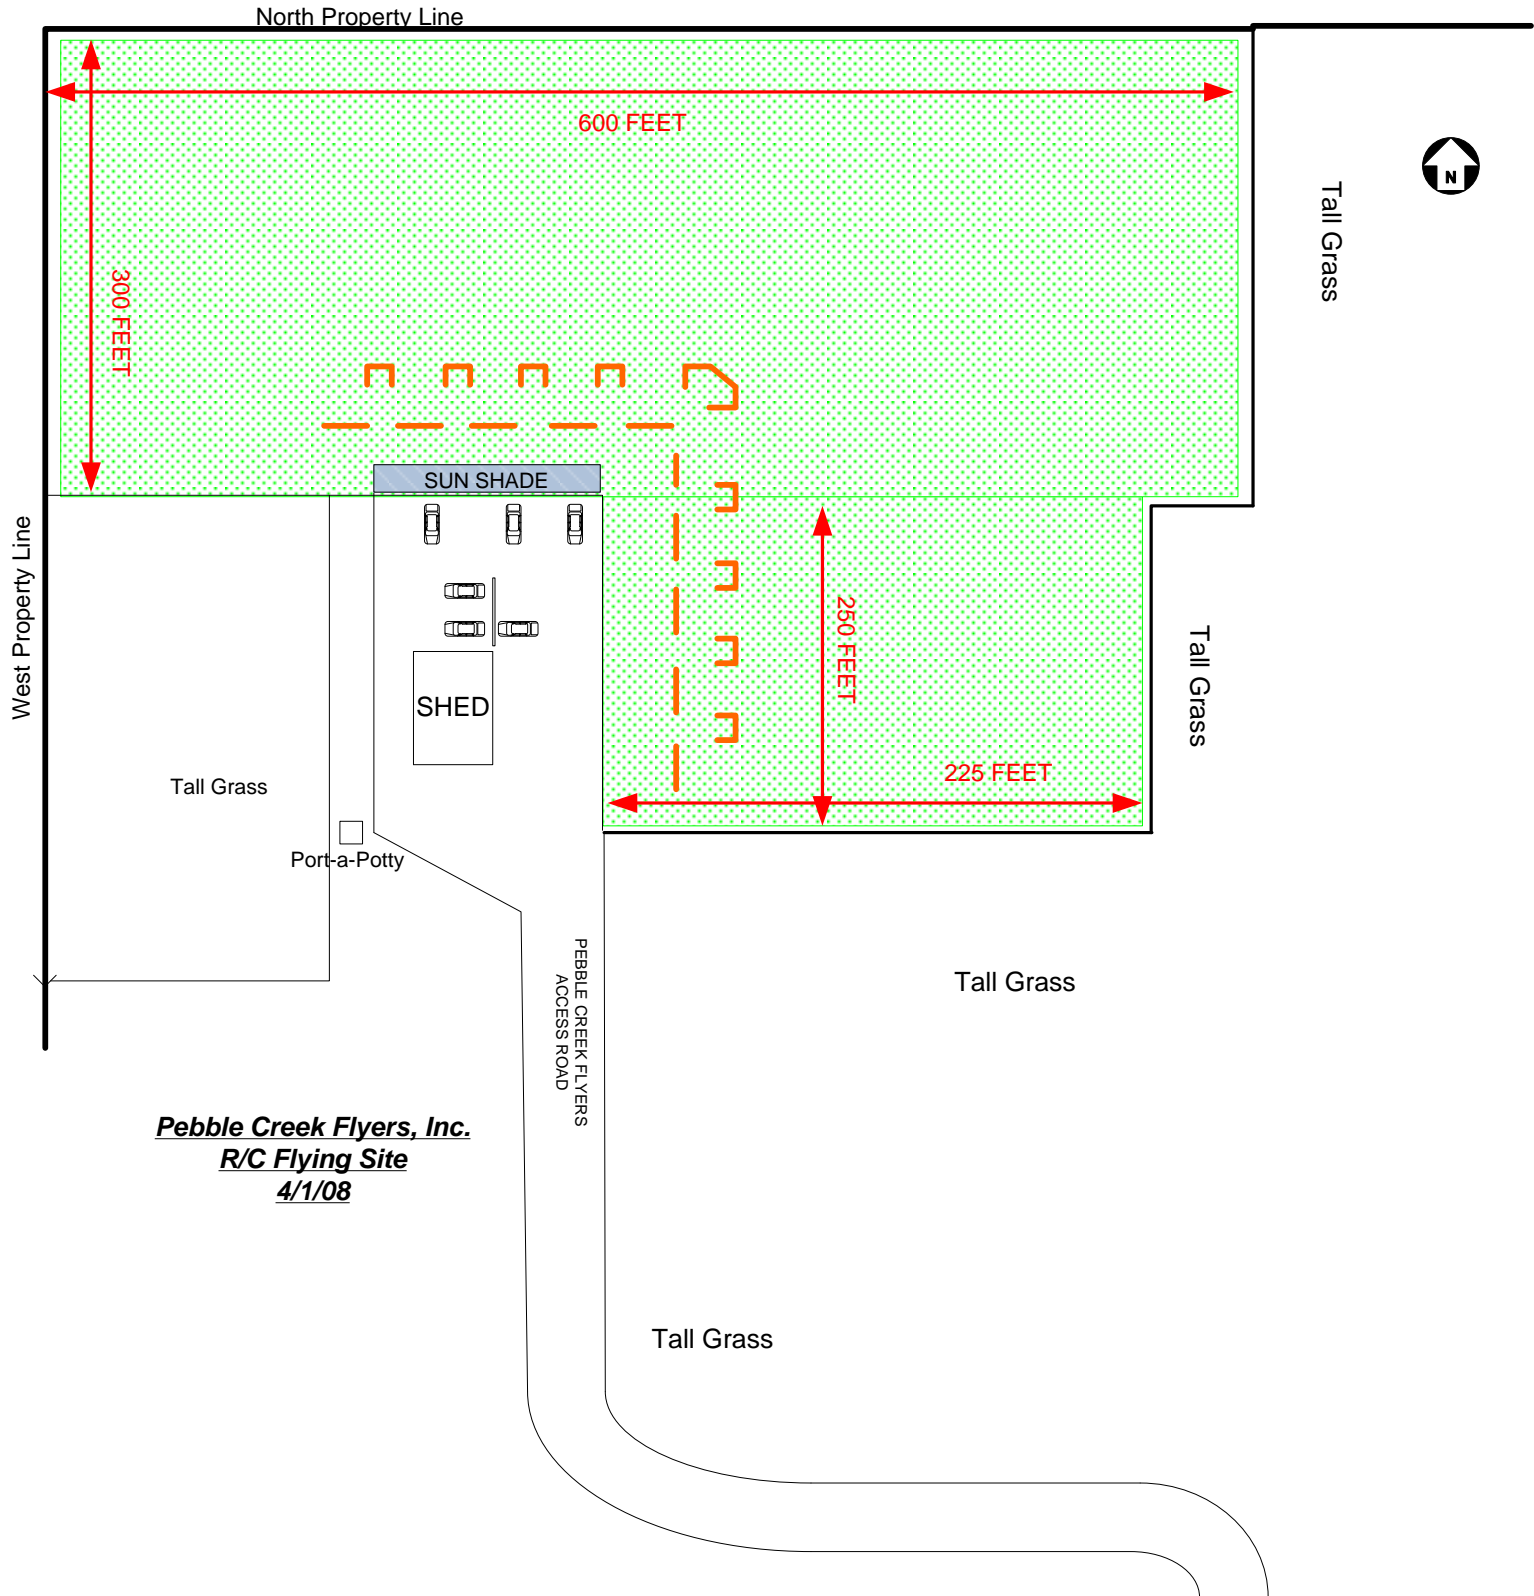 North Property Line
600 FEET
N
Tall Grass
300 FEET
SUN SHADE
West Property Line
250 FEET
Tall Grass
SHED
225 FEET
Tall Grass
Port-a-Potty
PEBBLE CREEK FLYERS
ACCESS ROAD
Tall Grass
Pebble Creek Flyers, Inc.
R/C Flying Site
4/1/08
Tall Grass